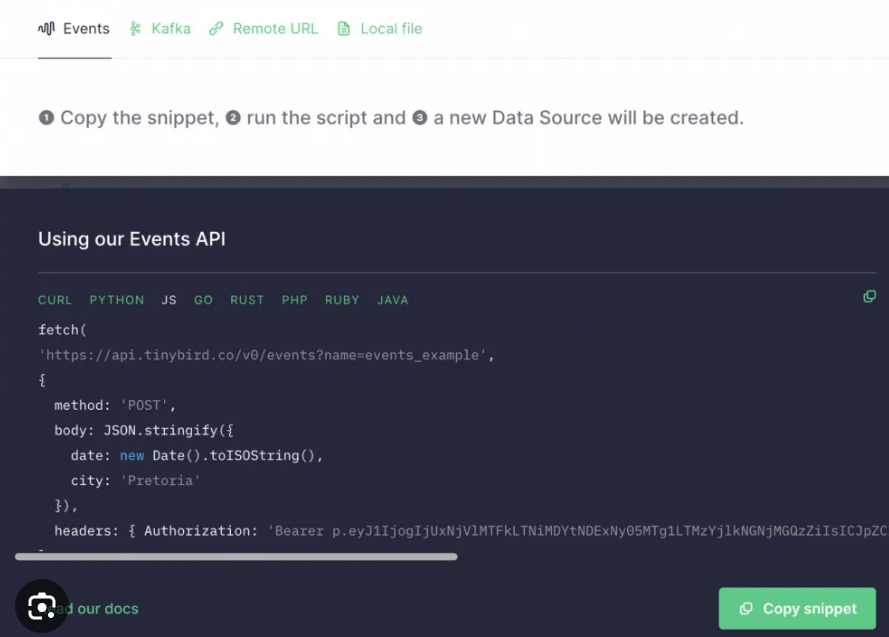 Events Kafka Remote URL Local file
❶ Copy the snippet, ❷ run the script and ❸ a new Data Source will be created.
Using our Events API
CURL PYTHON JS GO RUST PHP RUBY JAVA
fetch(
'https://api.tinybird.co/v0/events?name=events_example',
{
method: 'POST',
body: JSON.stringify({
date: new Date().toISOString(),
city: 'Pretoria'
}),
headers: { Authorization: 'Bearer
ad our docs
Copy snippet